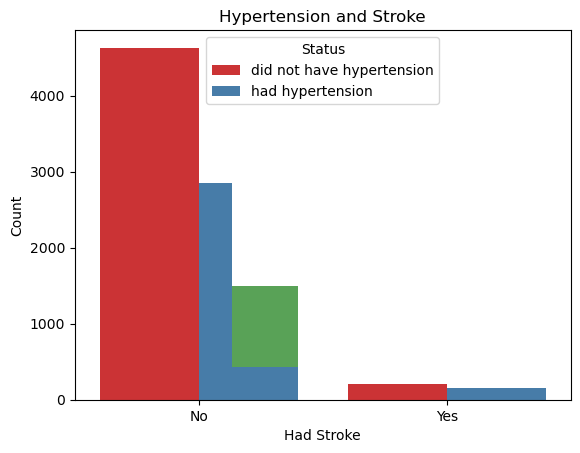 Hypertension and Stroke
Status
did not have hypertension
had hypertension
4000
3000
2000
1000
0
Count
No
Yes
Had Stroke